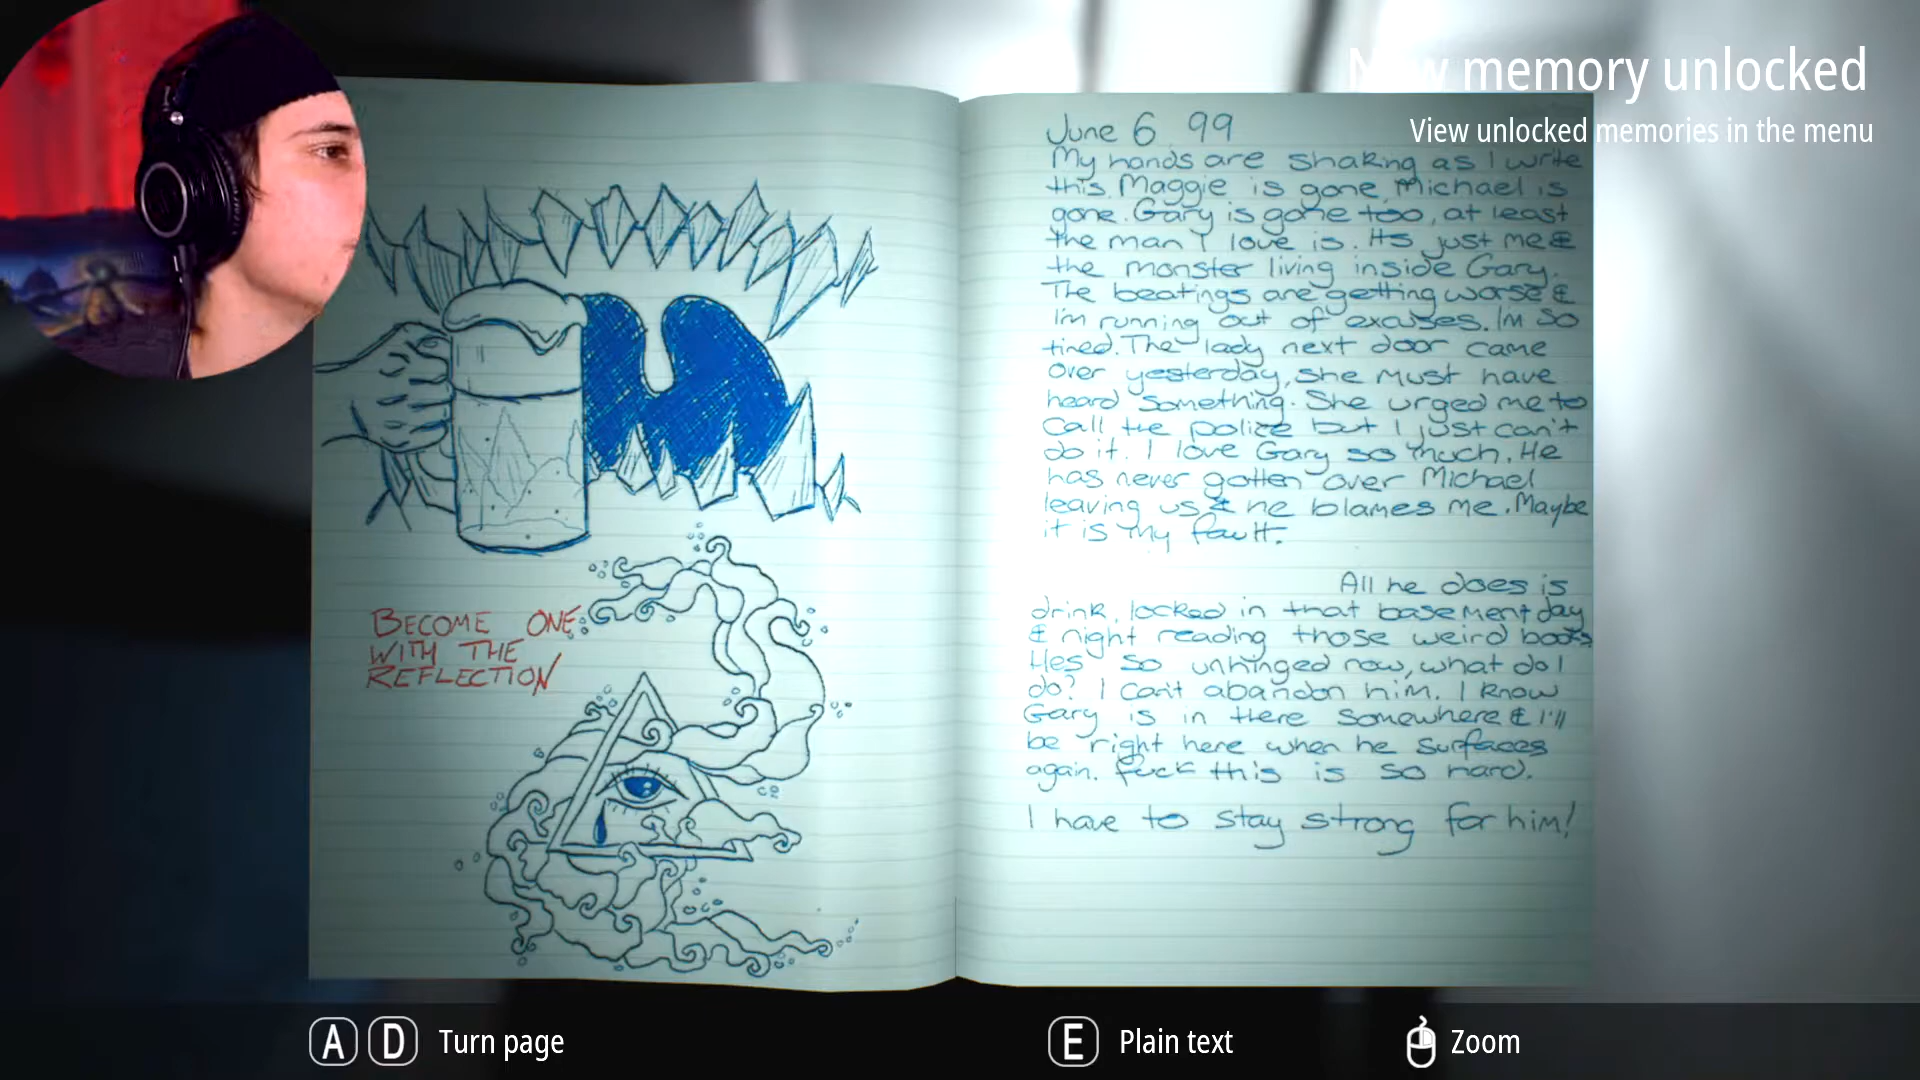 New memory unlocked
View unlocked memories in the menu
BECOME ONE
WITH THE
REFLECTION
June 6, 99
My hands are shaking as I write
this. Maggie is gone, Michael is
gone. Gary is gone too, at least
the man I love is. Its just me &
the monster living inside Gary.
The beatings are getting worse &
I'm running out of excuses. Im so
tired. The lady next door came
over yesterday, she must have
heard something. She urged me to
call the police but I just can't
do it. I love Gary so much. He
has never gotten over Michael
leaving us & he blames me. Maybe
it is my fault.
All he does is
drink, locked in that basement day
& night reading those weird books
Hes so unhinged now, what do I
do? I can't abandon him. I know
Gary is in there somewhere & I'll
be right here when he surfaces
again. fuck this is so hard.
I have to stay strong for him!
A D Turn page
E Plain text
Zoom